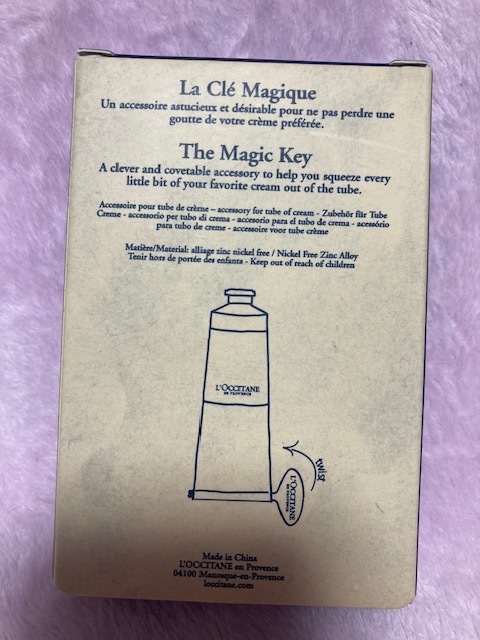 La Clé Magique
Un accessoire astucieux et désirable pour ne pas perdre une
goutte de votre crème préférée.
The Magic Key
A clever and covetable accessory to help you squeeze every
little bit of your favorite cream out of the tube.
Accessoire pour tube de crème – accessory for tube of cream - Zubehör für Tube
Creme - accessorio per tubo di crema - accesorio para el tubo de crema - acessório
para tubo de creme - accessoire voor tube crème
Matière/Material: alliage zinc nickel free / Nickel Free Zinc Alloy
Tenir hors de portée des enfants - Keep out of reach of children
L'OCCITANE
EN PROVENCE
twist
L'OCCITANE
EN PROVENCE
Made in China
L'OCCITANE en Provence
04100 Manosque-en-Provence
loccitane.com